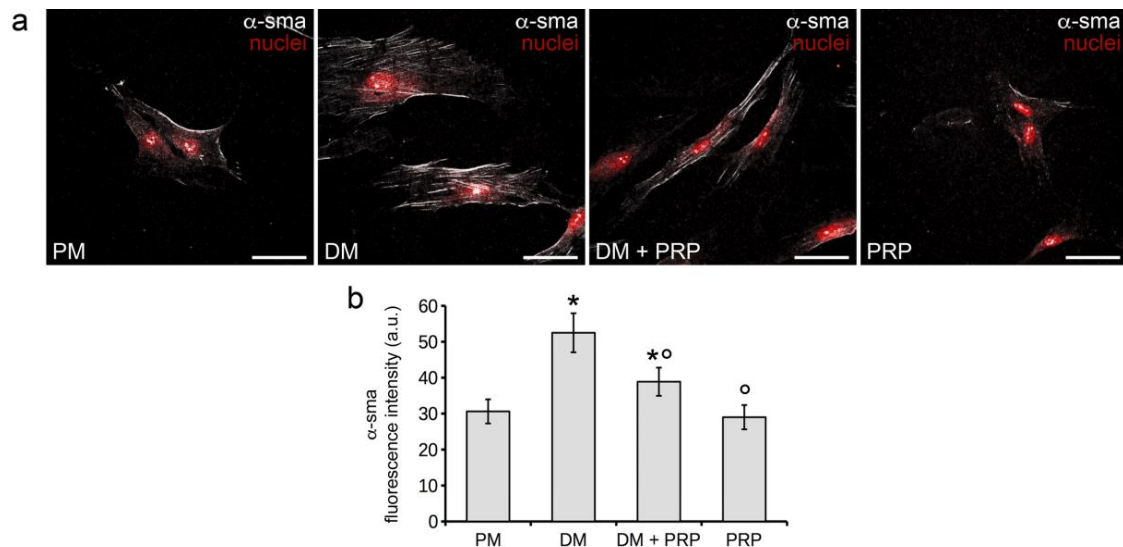 a
α-sma
nuclei
PM
α-sma
nuclei
DM
α-sma
nuclei
DM + PRP
α-sma
nuclei
PRP
b
α-sma
fluorescence intensity (a.u.)
60
50
40
30
20
10
0
*
*°
°
PM
DM
DM + PRP
PRP